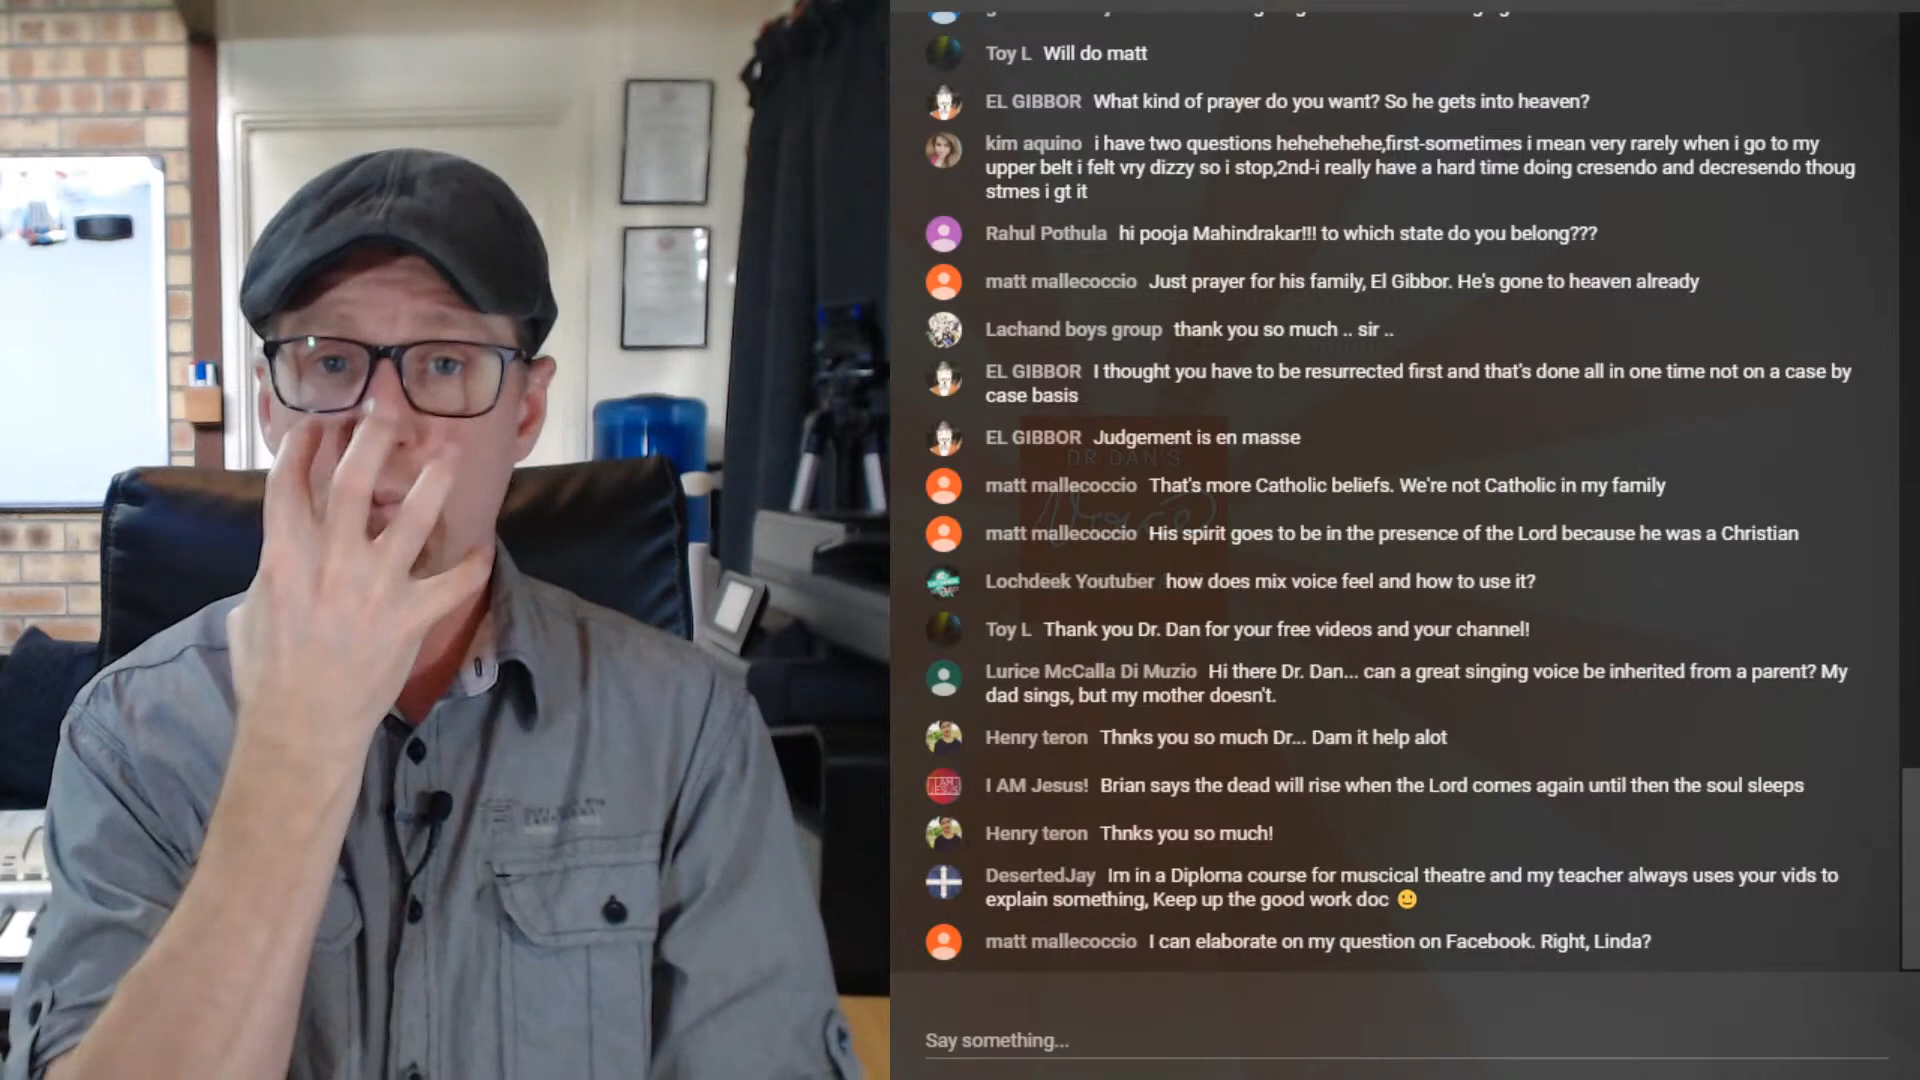 Toy L Will do matt
EL GIBBOR What kind of prayer do you want? So he gets into heaven?
kim aquino i have two questions hehehehehe,first-sometimes i mean very rarely when i go to my
upper belt i felt vry dizzy so i stop,2nd-i really have a hard time doing cresendo and decresendo thoug
stmes i gt it
Rahul Pothula hi pooja Mahindrakar!!! to which state do you belong???
matt mallecoccio Just prayer for his family, El Gibbor. He's gone to heaven already
Lachand boys group thank you so much .. sir ..
EL GIBBOR I thought you have to be resurrected first and that's done all in one time not on a case by
case basis
EL GIBBOR Judgement is en masse
DR DAN'S
matt mallecoccio That's more Catholic beliefs. We're not Catholic in my family
Voice
matt mallecoccio His spirit goes to be in the presence of the Lord because he was a Christian
Lochdeek Youtuber how does mix voice feel and how to use it?
Toy L Thank you Dr. Dan for your free videos and your channel!
Lurice McCalla Di Muzio Hi there Dr. Dan... can a great singing voice be inherited from a parent? My
dad sings, but my mother doesn't.
Henry teron Thnks you so much Dr... Dam it help alot
I AM Jesus! Brian says the dead will rise when the Lord comes again until then the soul sleeps
Henry teron Thnks you so much!
DesertedJay Im in a Diploma course for muscical theatre and my teacher always uses your vids to
explain something, Keep up the good work doc 🙂
matt mallecoccio I can elaborate on my question on Facebook. Right, Linda?
Say something...